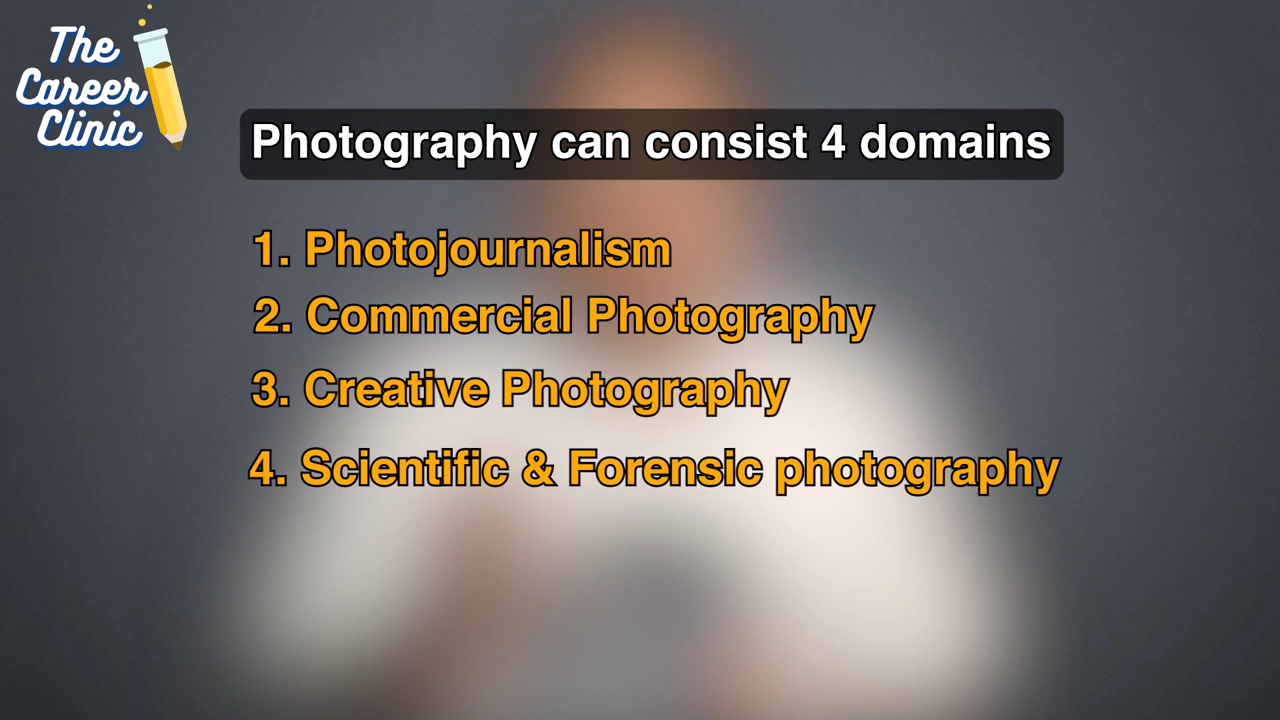 The
Career
Clinic
Photography can consist 4 domains
1. Photojournalism
2. Commercial Photography
3. Creative Photography
4. Scientific & Forensic photography